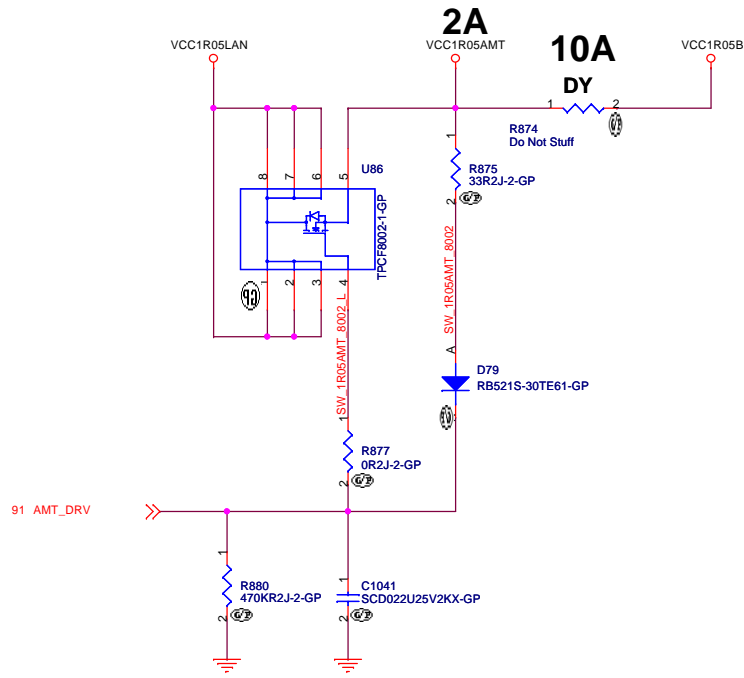 2A
VCC1R05LAN
VCC1R05AMT
10A
VCC1R05B
DY
1
2
R874
Do Not Stuff
1
R875
33R2J-2-GP
2
U86
8
7
6
5
TPCF8002-1-GP
1
2
3
4
SW_1R05AMT_8002_L
SW_1R05AMT_8002
A
D79
RB521S-30TE61-GP
1
R877
0R2J-2-GP
2
91 AMT_DRV
1
R880
470KR2J-2-GP
2
1
C1041
SCD022U25V2KX-GP
2